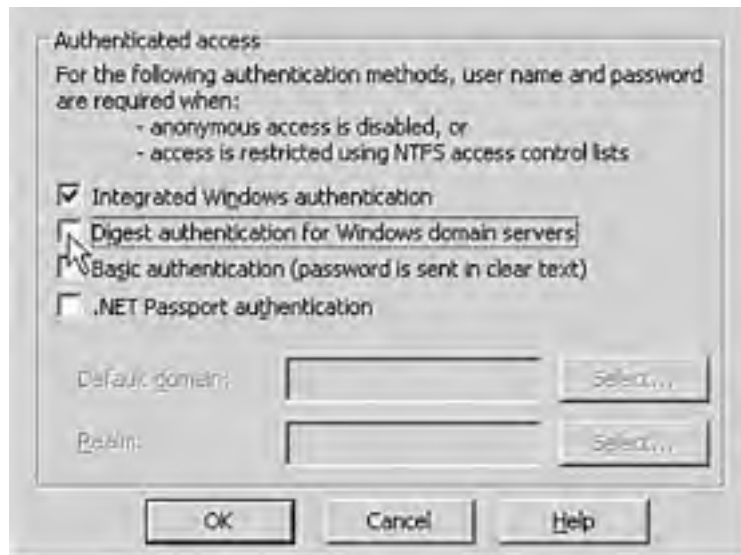 Authenticated access
For the following authentication methods, user name and password
are required when:
- anonymous access is disabled, or
- access is restricted using NTFS access control lists
Integrated Windows authentication
Digest authentication for Windows domain servers
Basic authentication (password is sent in clear text)
.NET Passport authentication
Default domain:
Select...
Realm:
Select...
OK
Cancel
Help